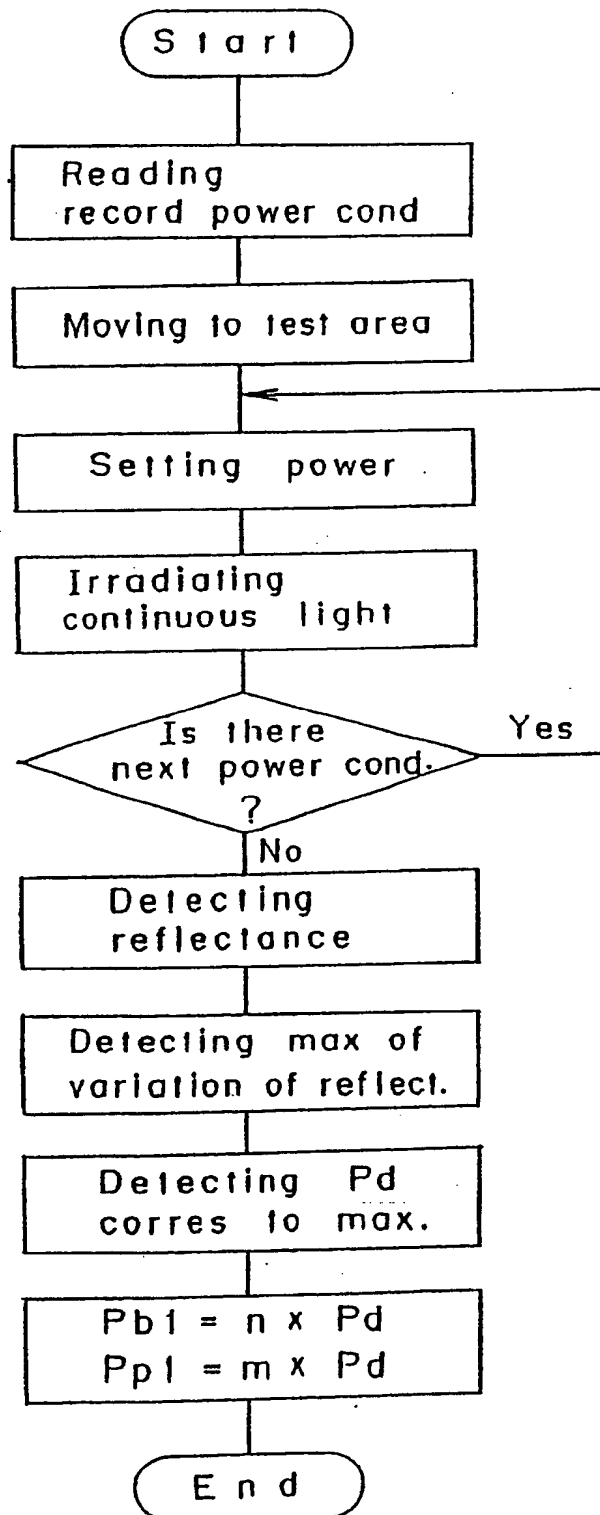 Start
Reading
record power cond
Moving to test area
Setting power
Irradiating
continuous light
Is there
next power cond.
?
Yes
No
Detecting
reflectance
Detecting max of
variation of reflect.
Detecting Pd
corres to max.
Pb1 = n x Pd
Pp1 = m x Pd
End